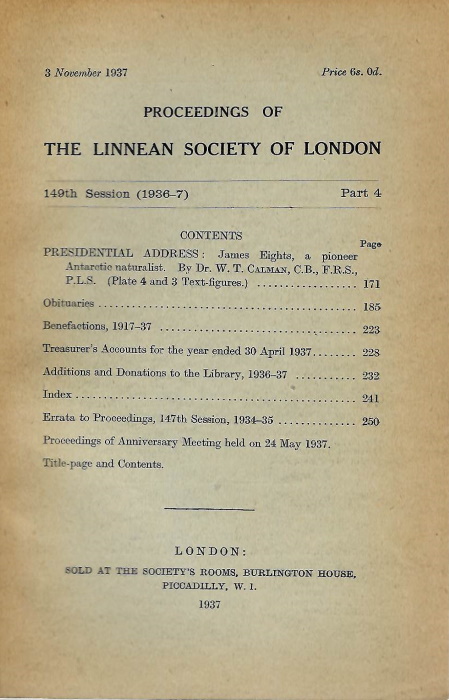 3 November 1937 Price 6s. 0d.
PROCEEDINGS OF
THE LINNEAN SOCIETY OF LONDON
149th Session (1936-7) Part 4
CONTENTS
Page
PRESIDENTIAL ADDRESS: James Eights, a pioneer
Antarctic naturalist. By Dr. W. T. CALMAN, C.B., F.R.S.,
P.L.S. (Plate 4 and 3 Text-figures.) .................... 171
Obituaries ........................................................ 185
Benefactions, 1917-37 ........................................ 223
Treasurer's Accounts for the year ended 30 April 1937........ 228
Additions and Donations to the Library, 1936-37 ........... 232
Index ............................................................... 241
Errata to Proceedings, 147th Session, 1934-35 ............. 250
Proceedings of Anniversary Meeting held on 24 May 1937.
Title-page and Contents.
LONDON:
SOLD AT THE SOCIETY'S ROOMS, BURLINGTON HOUSE,
PICCADILLY, W. 1.
1937